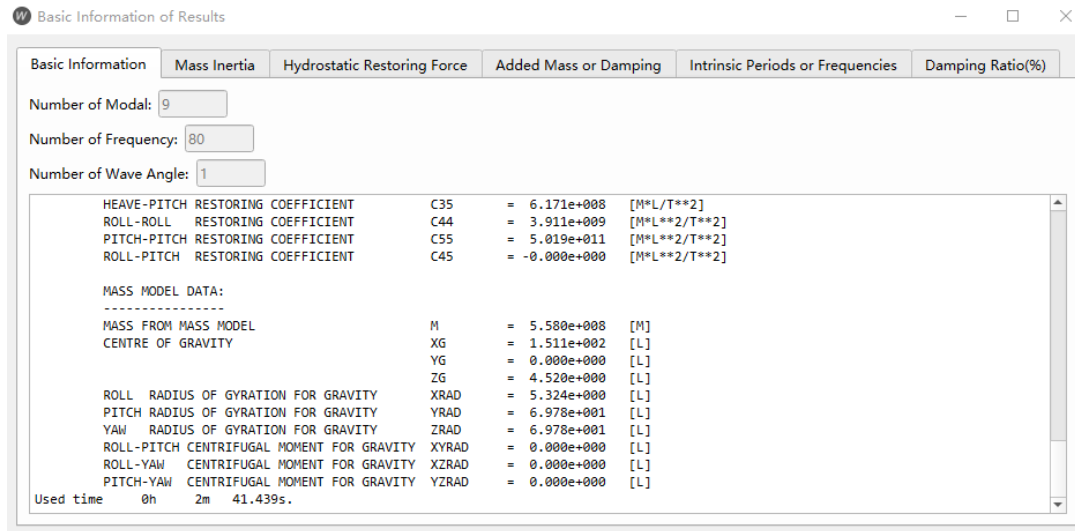 W Basic Information of Results
Basic Information Mass Inertia Hydrostatic Restoring Force Added Mass or Damping Intrinsic Periods or Frequencies Damping Ratio(%)
Number of Modal: 9
Number of Frequency: 80
Number of Wave Angle: 1
HEAVE-PITCH RESTORING COEFFICIENT C35 = 6.171e+008 [M*L/T**2]
ROLL-ROLL RESTORING COEFFICIENT C44 = 3.911e+009 [M*L**2/T**2]
PITCH-PITCH RESTORING COEFFICIENT C55 = 5.019e+011 [M*L**2/T**2]
ROLL-PITCH RESTORING COEFFICIENT C45 = -0.000e+000 [M*L**2/T**2]
MASS MODEL DATA:
----------------
MASS FROM MASS MODEL M = 5.580e+008 [M]
CENTRE OF GRAVITY XG = 1.511e+002 [L]
YG = 0.000e+000 [L]
ZG = 4.520e+000 [L]
ROLL RADIUS OF GYRATION FOR GRAVITY XRAD = 5.324e+000 [L]
PITCH RADIUS OF GYRATION FOR GRAVITY YRAD = 6.978e+001 [L]
YAW RADIUS OF GYRATION FOR GRAVITY ZRAD = 6.978e+001 [L]
ROLL-PITCH CENTRIFUGAL MOMENT FOR GRAVITY XYRAD = 0.000e+000 [L]
ROLL-YAW CENTRIFUGAL MOMENT FOR GRAVITY XZRAD = 0.000e+000 [L]
PITCH-YAW CENTRIFUGAL MOMENT FOR GRAVITY YZRAD = 0.000e+000 [L]
Used time 0h 2m 41.439s.